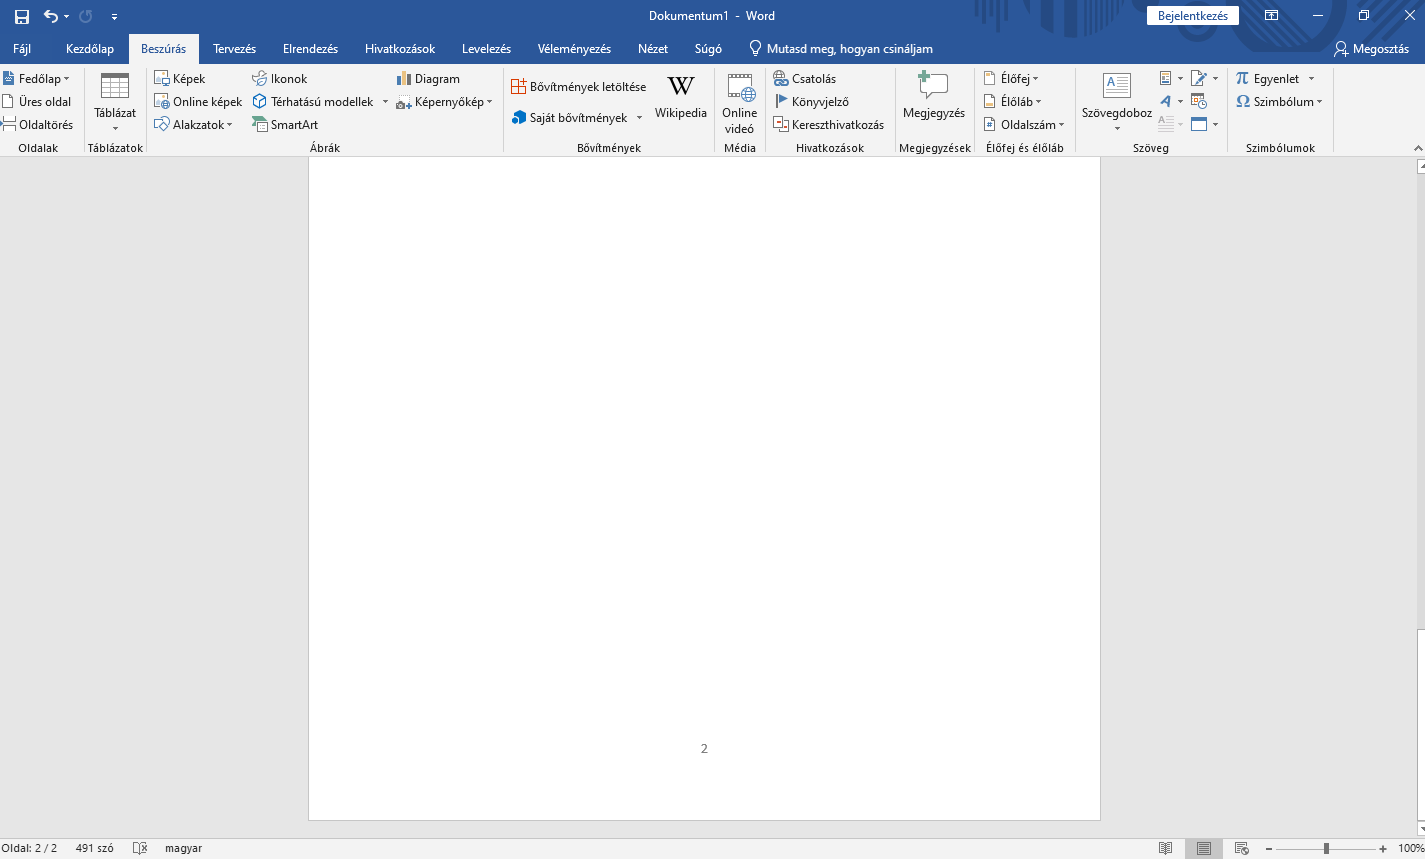 Dokumentum1 - Word
Bejelentkezés
Fájl Kezdőlap Beszúrás Tervezés Elrendezés Hivatkozások Levelezés Véleményezés Nézet Súgó Mutasd meg, hogyan csináljam Megosztás
Fedőlap
Üres oldal
Oldaltörés
Oldalak
Táblázat
Táblázatok
Képek
Online képek
Alakzatok
Ikonok
Térhatású modellek
SmartArt
Diagram
Képernyőkép
Ábrák
Bővítmények letöltése
Saját bővítmények
W
Wikipedia
Bővítmények
Online
videó
Média
Csatolás
Könyvjelző
Kereszthivatkozás
Hivatkozások
Megjegyzés
Megjegyzések
Élőfej
Élőláb
Oldalszám
Élőfej és élőláb
Szövegdoboz
Szöveg
π Egyenlet
Ω Szimbólum
Szimbólumok
2
Oldal: 2 / 2 491 szó magyar 100%